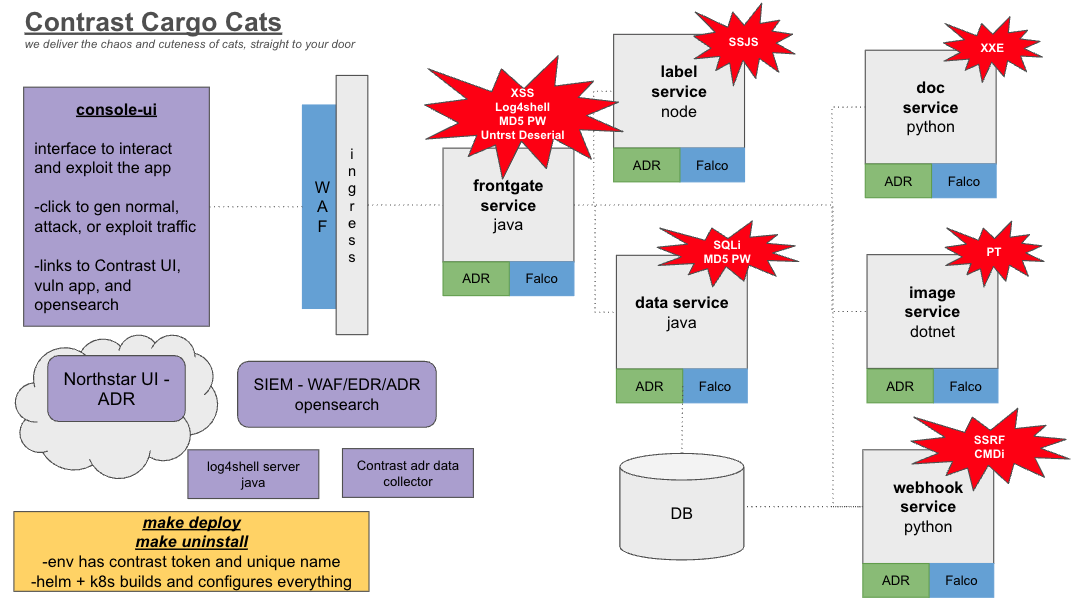 Contrast Cargo Cats
we deliver the chaos and cuteness of cats, straight to your door
console-ui
interface to interact
and exploit the app
-click to gen normal,
attack, or exploit traffic
-links to Contrast UI,
vuln app, and
opensearch
W
A
F
i
n
g
r
e
s
s
XSS
Log4shell
MD5 PW
Untrst Deserial
frontgate
service
java
ADR
Falco
SSJS
label
service
node
ADR
Falco
SQLi
MD5 PW
data service
java
ADR
Falco
DB
XXE
doc
service
python
ADR
Falco
PT
image
service
dotnet
ADR
Falco
SSRF
CMDi
webhook
service
python
ADR
Falco
Northstar UI -
ADR
SIEM - WAF/EDR/ADR
opensearch
log4shell server
java
Contrast adr data
collector
make deploy
make uninstall
-env has contrast token and unique name
-helm + k8s builds and configures everything